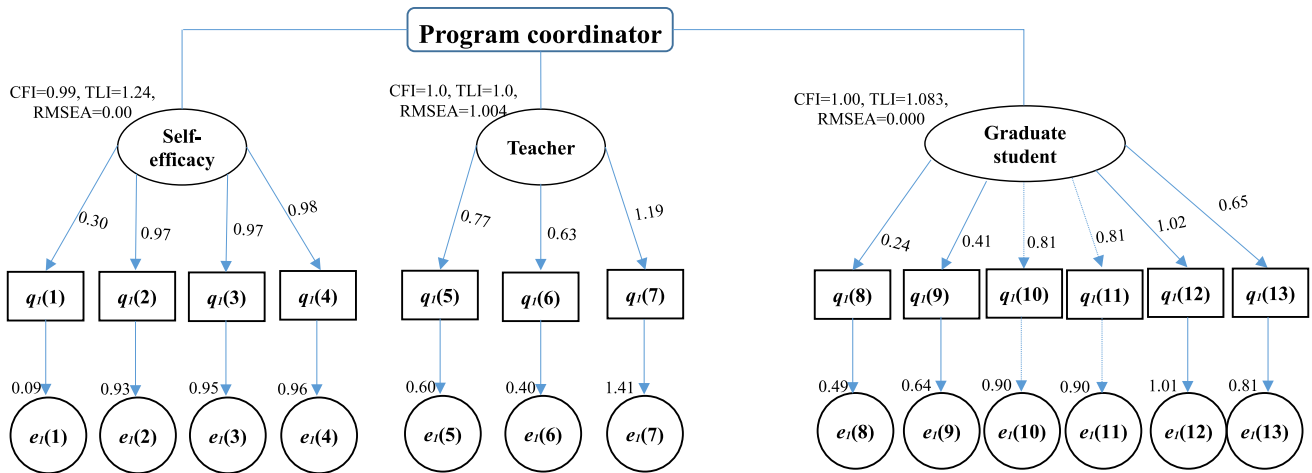 Program coordinator
CFI=0.99, TLI=1.24,
RMSEA=0.00
CFI=1.0, TLI=1.0,
RMSEA=1.004
CFI=1.00, TLI=1.083,
RMSEA=0.000
Self-
efficacy
Teacher
Graduate
student
0.30
0.97
0.97
0.98
0.77
0.63
1.19
0.24
0.41
0.81
0.81
1.02
0.65
q₁(1)
q₁(2)
q₁(3)
q₁(4)
q₁(5)
q₁(6)
q₁(7)
q₁(8)
q₁(9)
q₁(10)
q₁(11)
q₁(12)
q₁(13)
0.09
0.93
0.95
0.96
0.60
0.40
1.41
0.49
0.64
0.90
0.90
1.01
0.81
e₁(1)
e₁(2)
e₁(3)
e₁(4)
e₁(5)
e₁(6)
e₁(7)
e₁(8)
e₁(9)
e₁(10)
e₁(11)
e₁(12)
e₁(13)